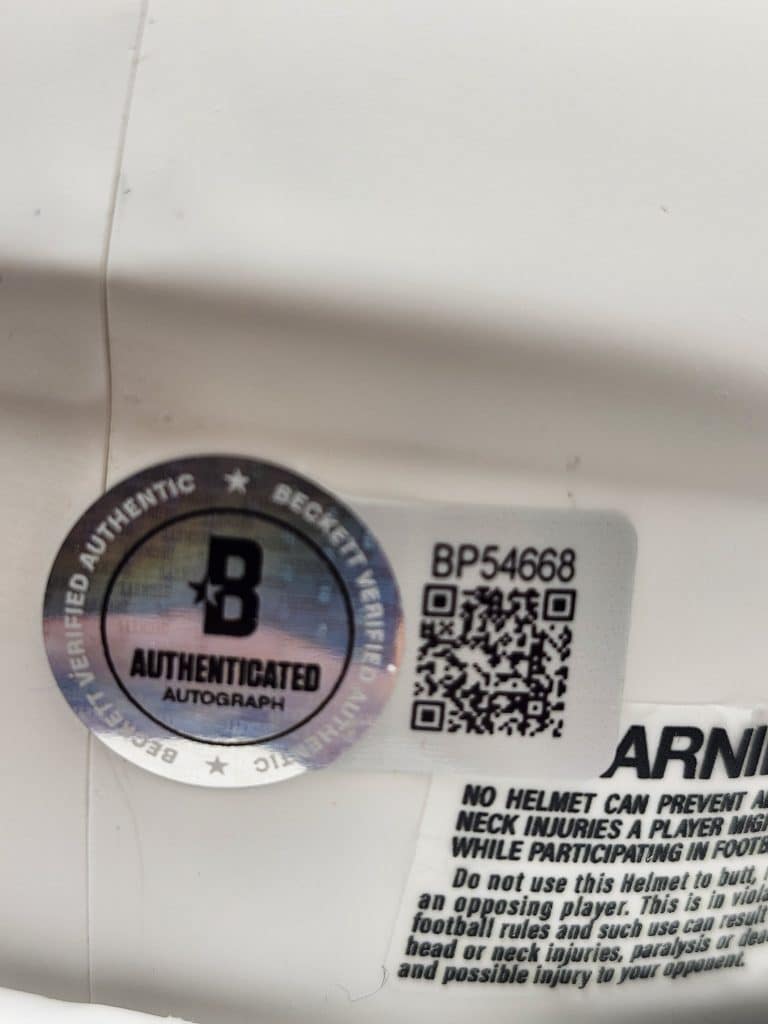 BECKETT VERIFIED AUTHENTIC ★ BECKETT VERIFIED AUTHENTIC ★
B
AUTHENTICATED
AUTOGRAPH
BP54668
ARNI
NO HELMET CAN PREVENT
NECK INJURIES A PLAYER MIG
WHILE PARTICIPATING IN FOOTB
Do not use this Helmet to butt,
an opposing player. This is in viola
football rules and such use can result
head or neck injuries, paralysis or dea
and possible injury to your opponent.